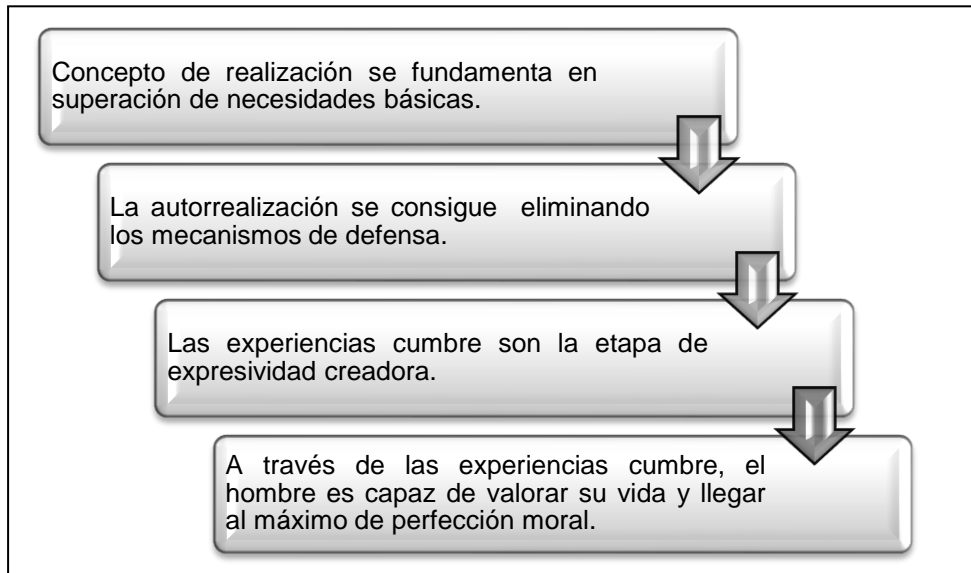 Concepto de realización se fundamenta en
superación de necesidades básicas.
La autorrealización se consigue eliminando
los mecanismos de defensa.
Las experiencias cumbre son la etapa de
expresividad creadora.
A través de las experiencias cumbre, el
hombre es capaz de valorar su vida y llegar
al máximo de perfección moral.